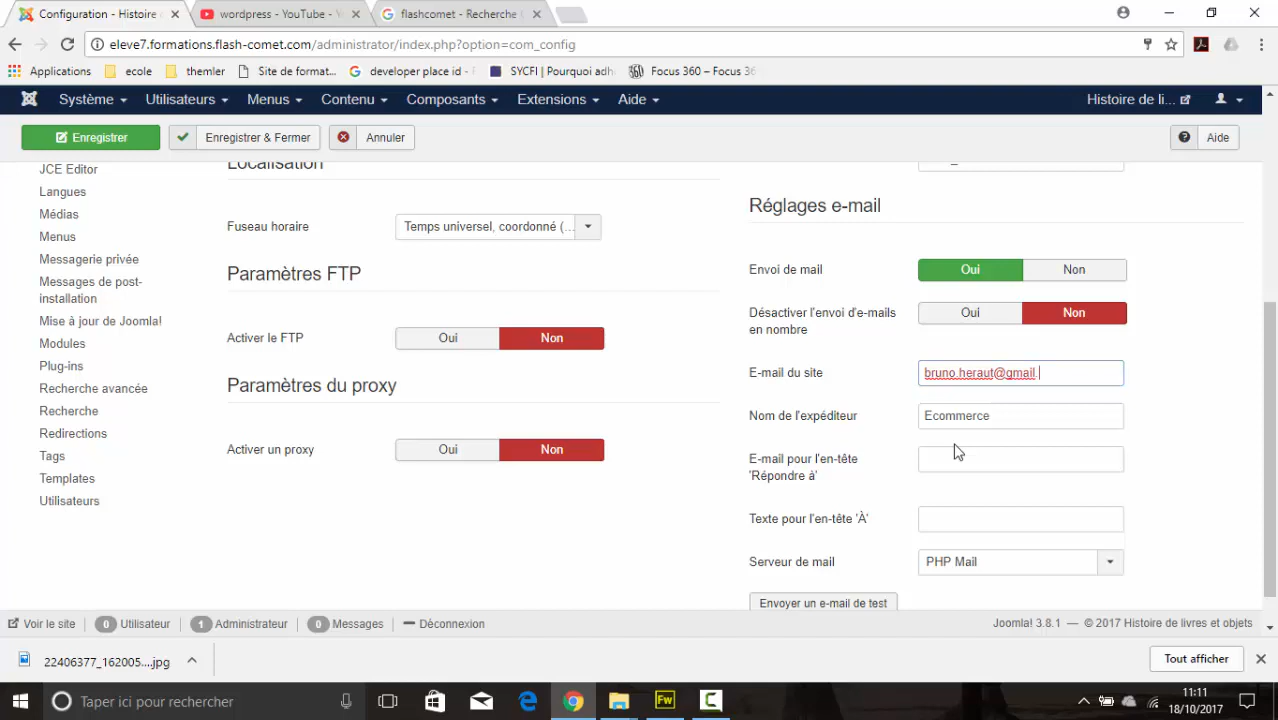 Configuration - Histoire
wordpress - YouTube -
flashcomet - Recherche
eleve7.formations.flash-comet.com/administrator/index.php?option=com_config
Applications
ecole
themler
Site de format...
developer place id -
SYCFI | Pourquoi adh
Focus 360 – Focus 36
Système
Utilisateurs
Menus
Contenu
Composants
Extensions
Aide
Histoire de li...
Enregistrer
Enregistrer & Fermer
Annuler
Aide
JCE Editor
Langues
Médias
Menus
Messagerie privée
Messages de post-
installation
Mise à jour de Joomla!
Modules
Plug-ins
Recherche avancée
Recherche
Redirections
Tags
Templates
Utilisateurs
Localisation
Fuseau horaire
Temps universel, coordonné (...
Paramètres FTP
Activer le FTP
Oui
Non
Paramètres du proxy
Activer un proxy
Oui
Non
Réglages e-mail
Envoi de mail
Oui
Non
Désactiver l'envoi d'e-mails
en nombre
Oui
Non
E-mail du site
bruno.heraut@gmail.
Nom de l'expéditeur
Ecommerce
E-mail pour l'en-tête
'Répondre à'
Texte pour l'en-tête 'À'
Serveur de mail
PHP Mail
Envoyer un e-mail de test
Voir le site
0 Utilisateur
1 Administrateur
0 Messages
Déconnexion
Joomla! 3.8.1 — © 2017 Histoire de livres et objets
22406377_162005....jpg
Tout afficher
Taper ici pour rechercher
Fw
11:11
18/10/2017